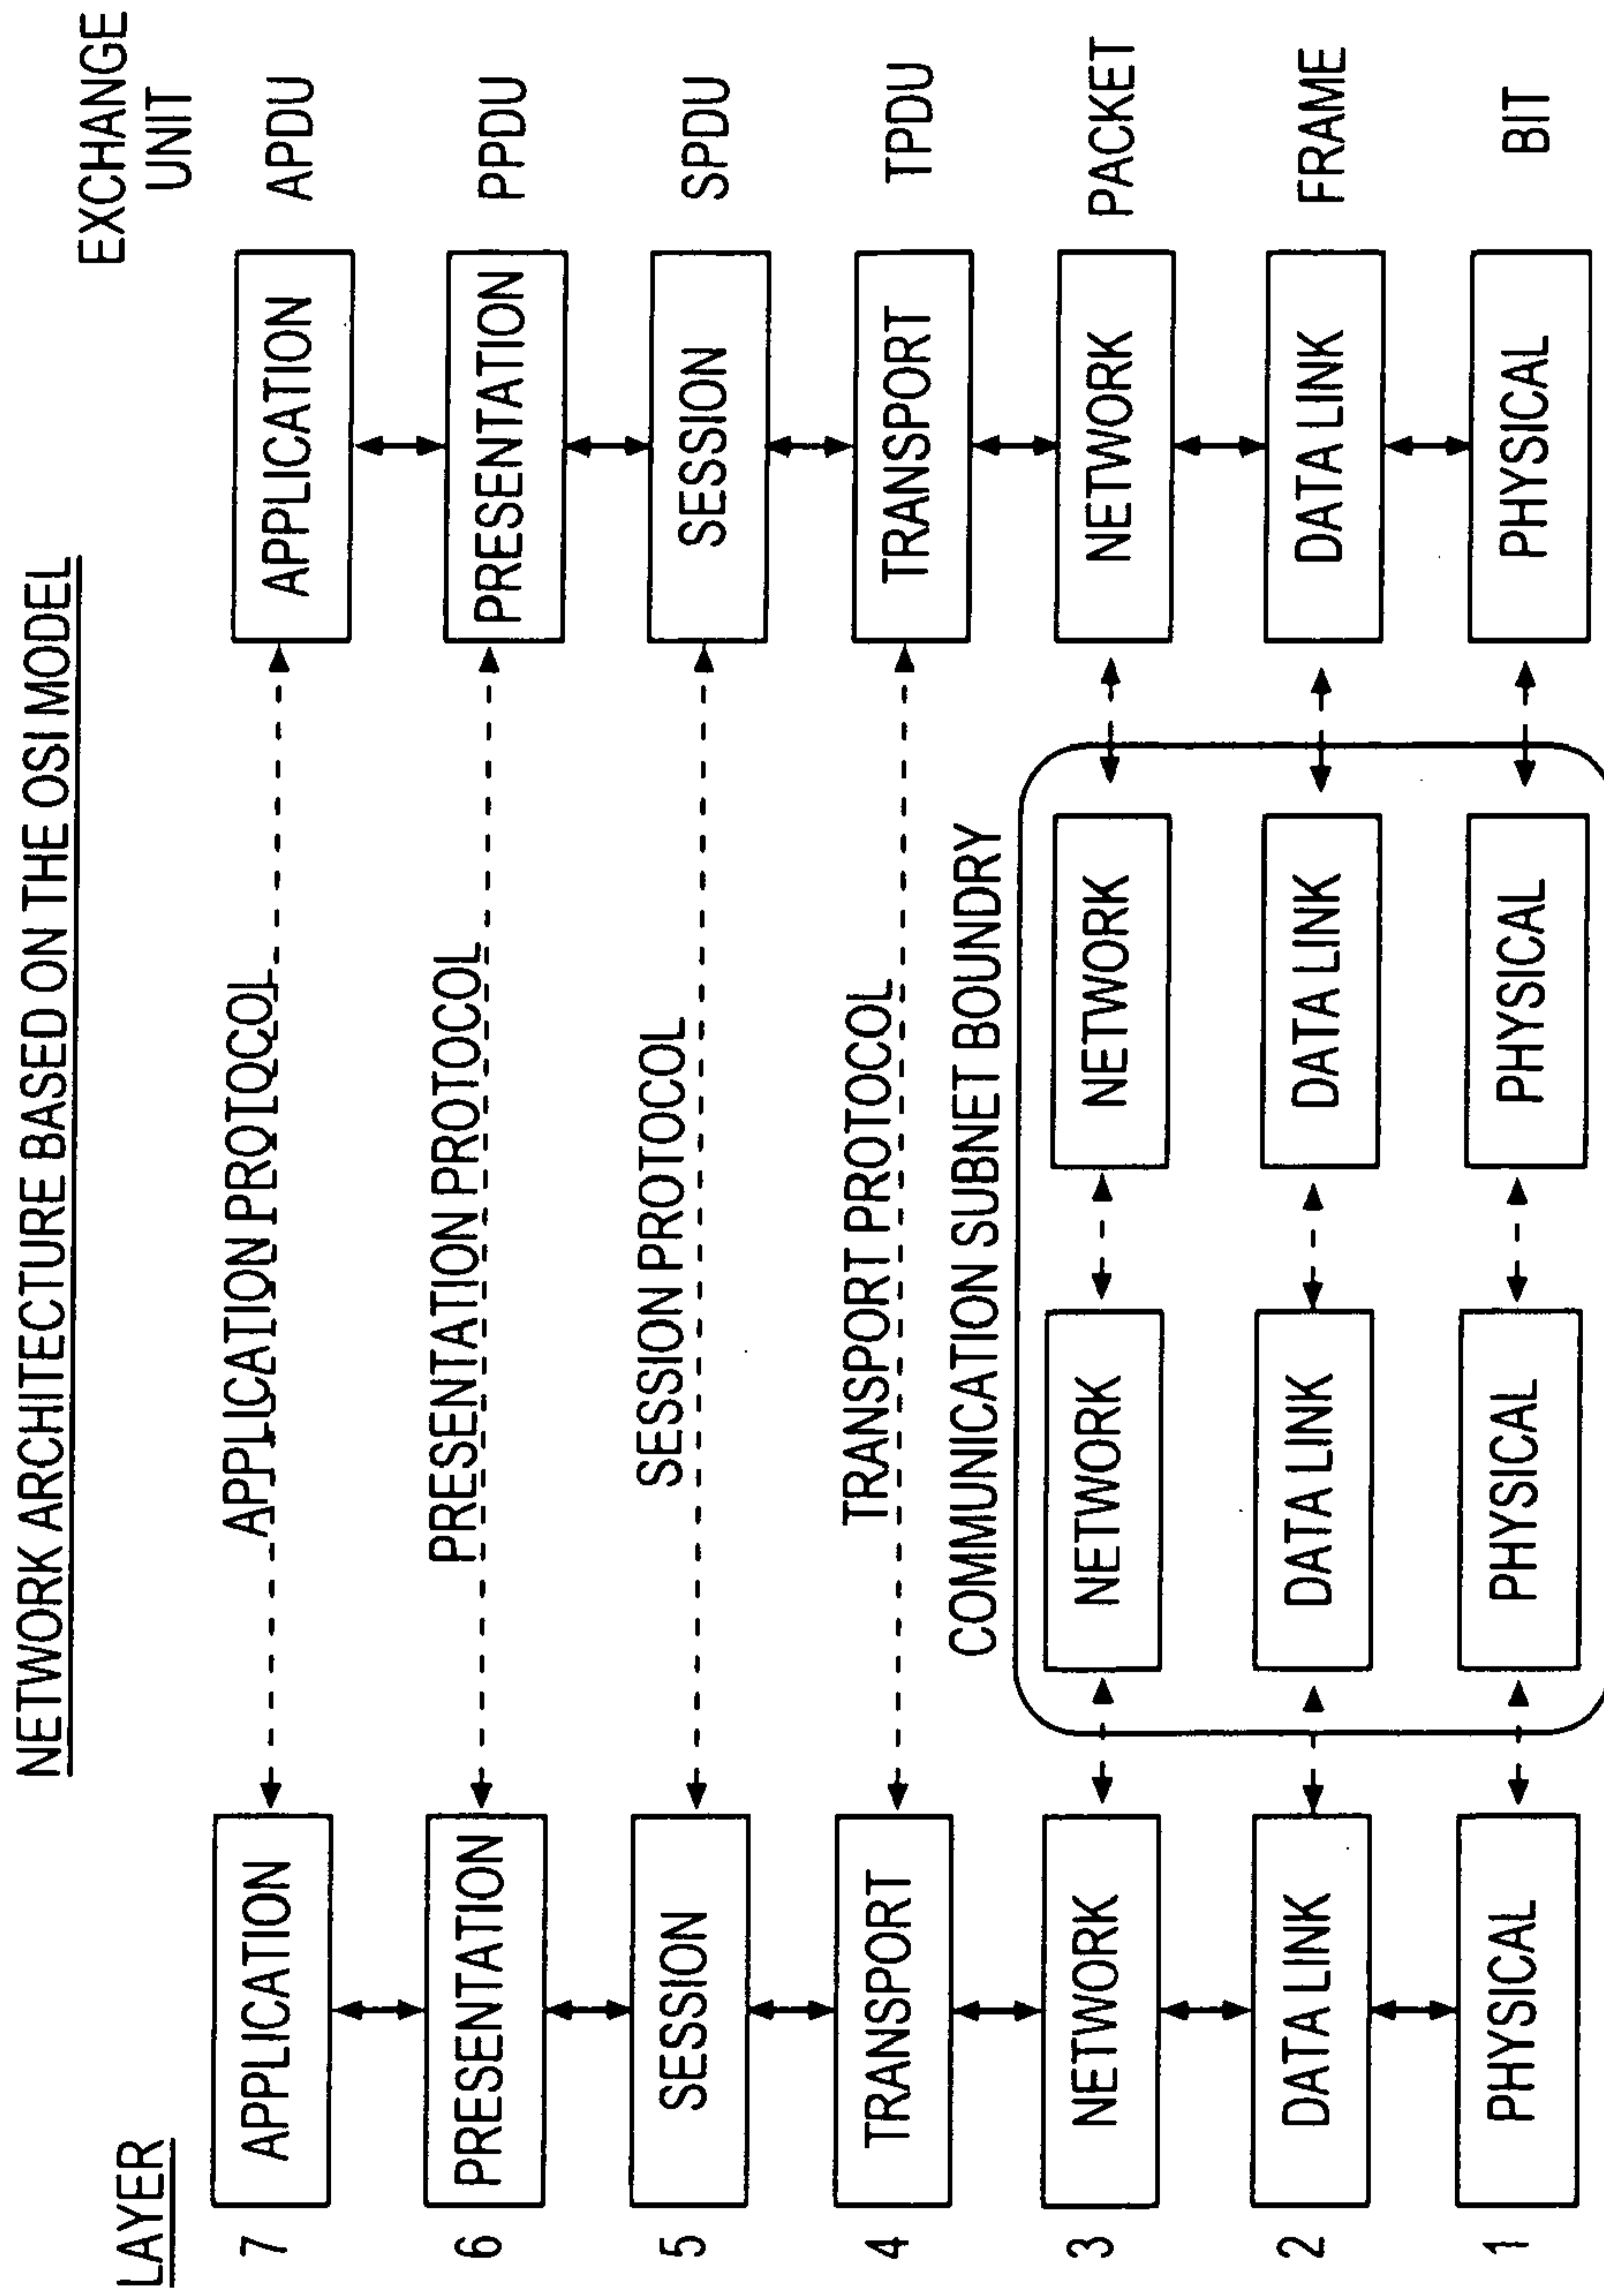 NETWORK ARCHITECTURE BASED ON THE OSI MODEL
LAYER
EXCHANGE
UNIT
7 APPLICATION APPLICATION PROTOCOL APPLICATION APDU
6 PRESENTATION PRESENTATION PROTOCOL PRESENTATION PPDU
5 SESSION SESSION PROTOCOL SESSION SPDU
4 TRANSPORT TRANSPORT PROTOCOL TRANSPORT TPDU
COMMUNICATION SUBNET BOUNDRY
3 NETWORK NETWORK NETWORK NETWORK PACKET
2 DATA LINK DATA LINK DATA LINK DATA LINK FRAME
1 PHYSICAL PHYSICAL PHYSICAL PHYSICAL BIT